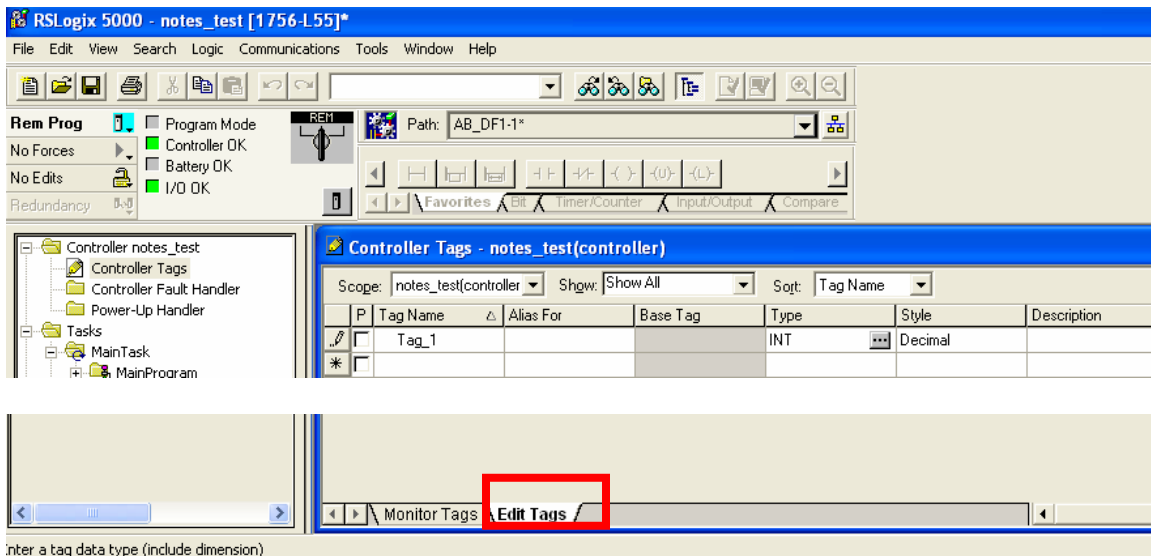 RSLogix 5000 - notes_test [1756-L55]*
File Edit View Search Logic Communications Tools Window Help
Rem Prog Program Mode REM Path: AB_DF1-1*
No Forces Controller OK
No Edits Battery OK
I/O OK
Redundancy Favorites Bit Timer/Counter Input/Output Compare
Controller notes_test
Controller Tags
Controller Fault Handler
Power-Up Handler
Tasks
MainTask
MainProgram
Controller Tags - notes_test(controller)
Scope: notes_test(controller Show: Show All Sort: Tag Name
P Tag Name Alias For Base Tag Type Style Description
Tag_1 INT ... Decimal
Monitor Tags Edit Tags
Enter a tag data type (include dimension)